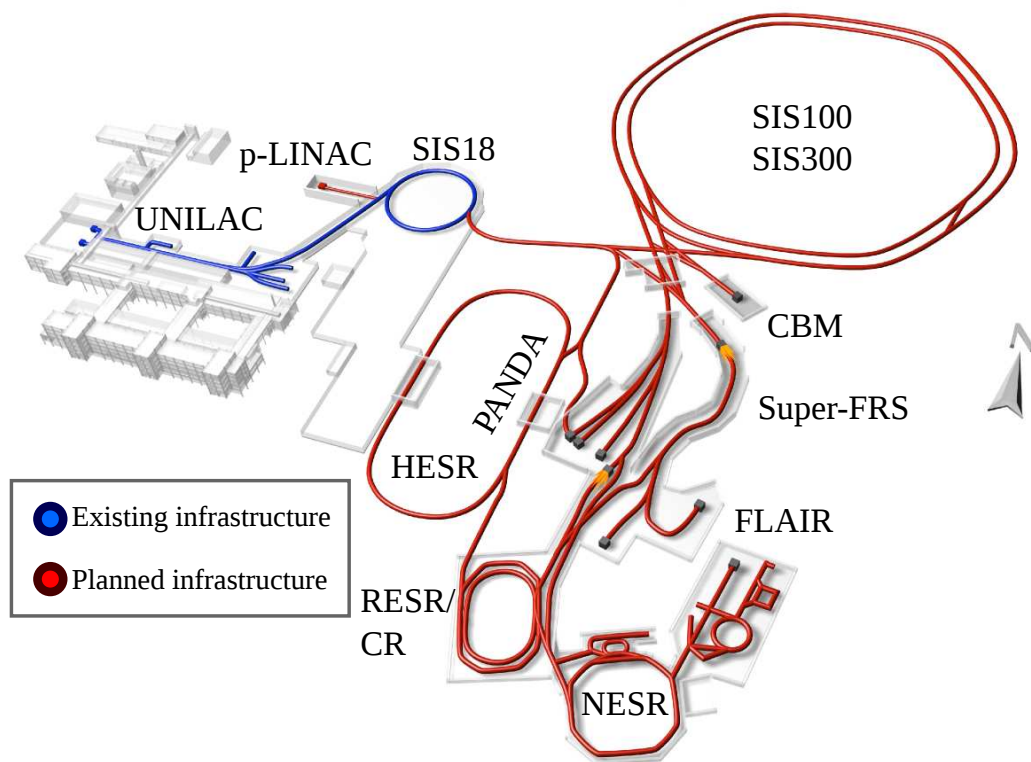 SIS100
SIS300
p-LINAC
SIS18
UNILAC
CBM
PANDA
Super-FRS
HESR
Existing infrastructure
FLAIR
Planned infrastructure
RESR/
CR
NESR